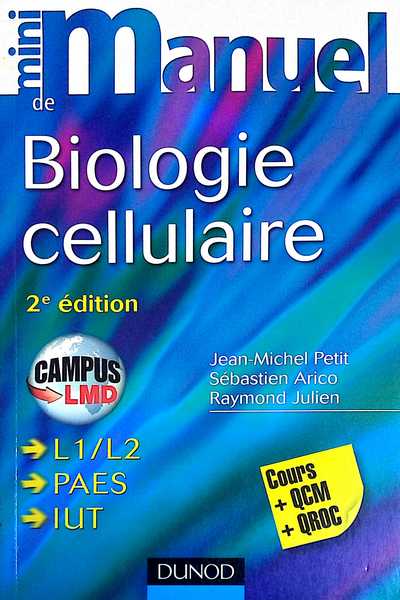 mini
Manuel
de
Biologie
cellulaire
2e édition
CAMPUS
LMD
Jean-Michel Petit
Sébastien Arico
Raymond Julien
L1/L2
PAES
IUT
Cours
+ QCM
+ QROC
DUNOD